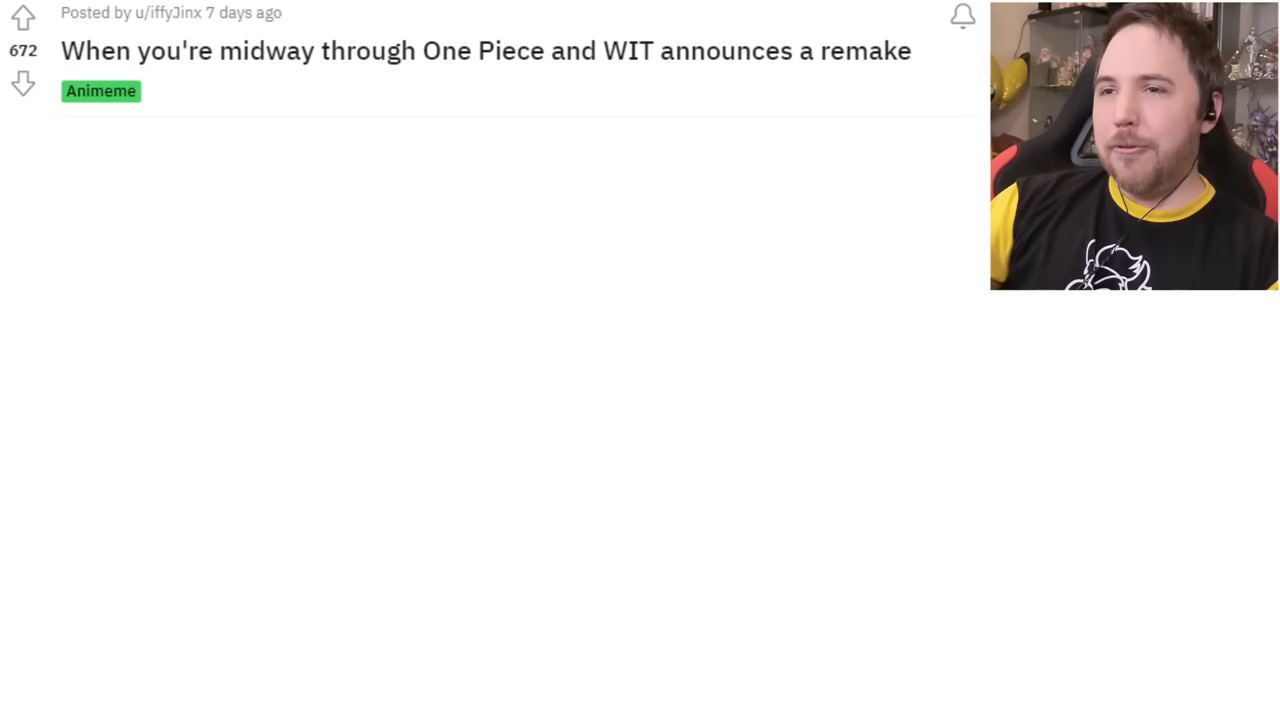 Posted by u/iffyJinx 7 days ago
672
When you're midway through One Piece and WIT announces a remake
Animeme